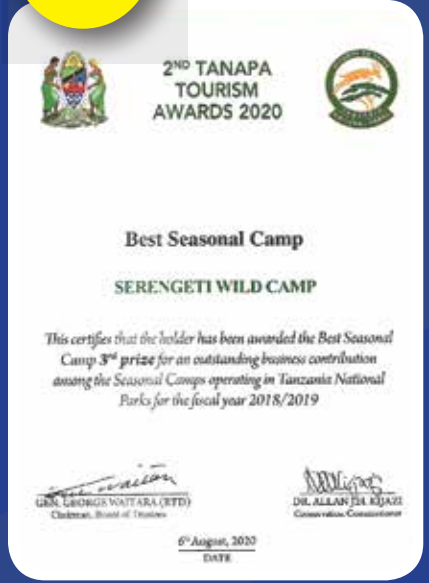 2ND TANAPA
TOURISM
AWARDS 2020
Best Seasonal Camp
SERENGETI WILD CAMP
This certifies that the holder has been awarded the Best Seasonal
Camp 3rd prize for an outstanding business contribution
among the Seasonal Camps operating in Tanzania National
Parks for the fiscal year 2018/2019
GEN. GEORGE WAITARA (RTD)
Chairman, Board of Trustees
DR. ALLAN J.H. KIJAZI
Conservation Commissioner
6th August, 2020
DATE